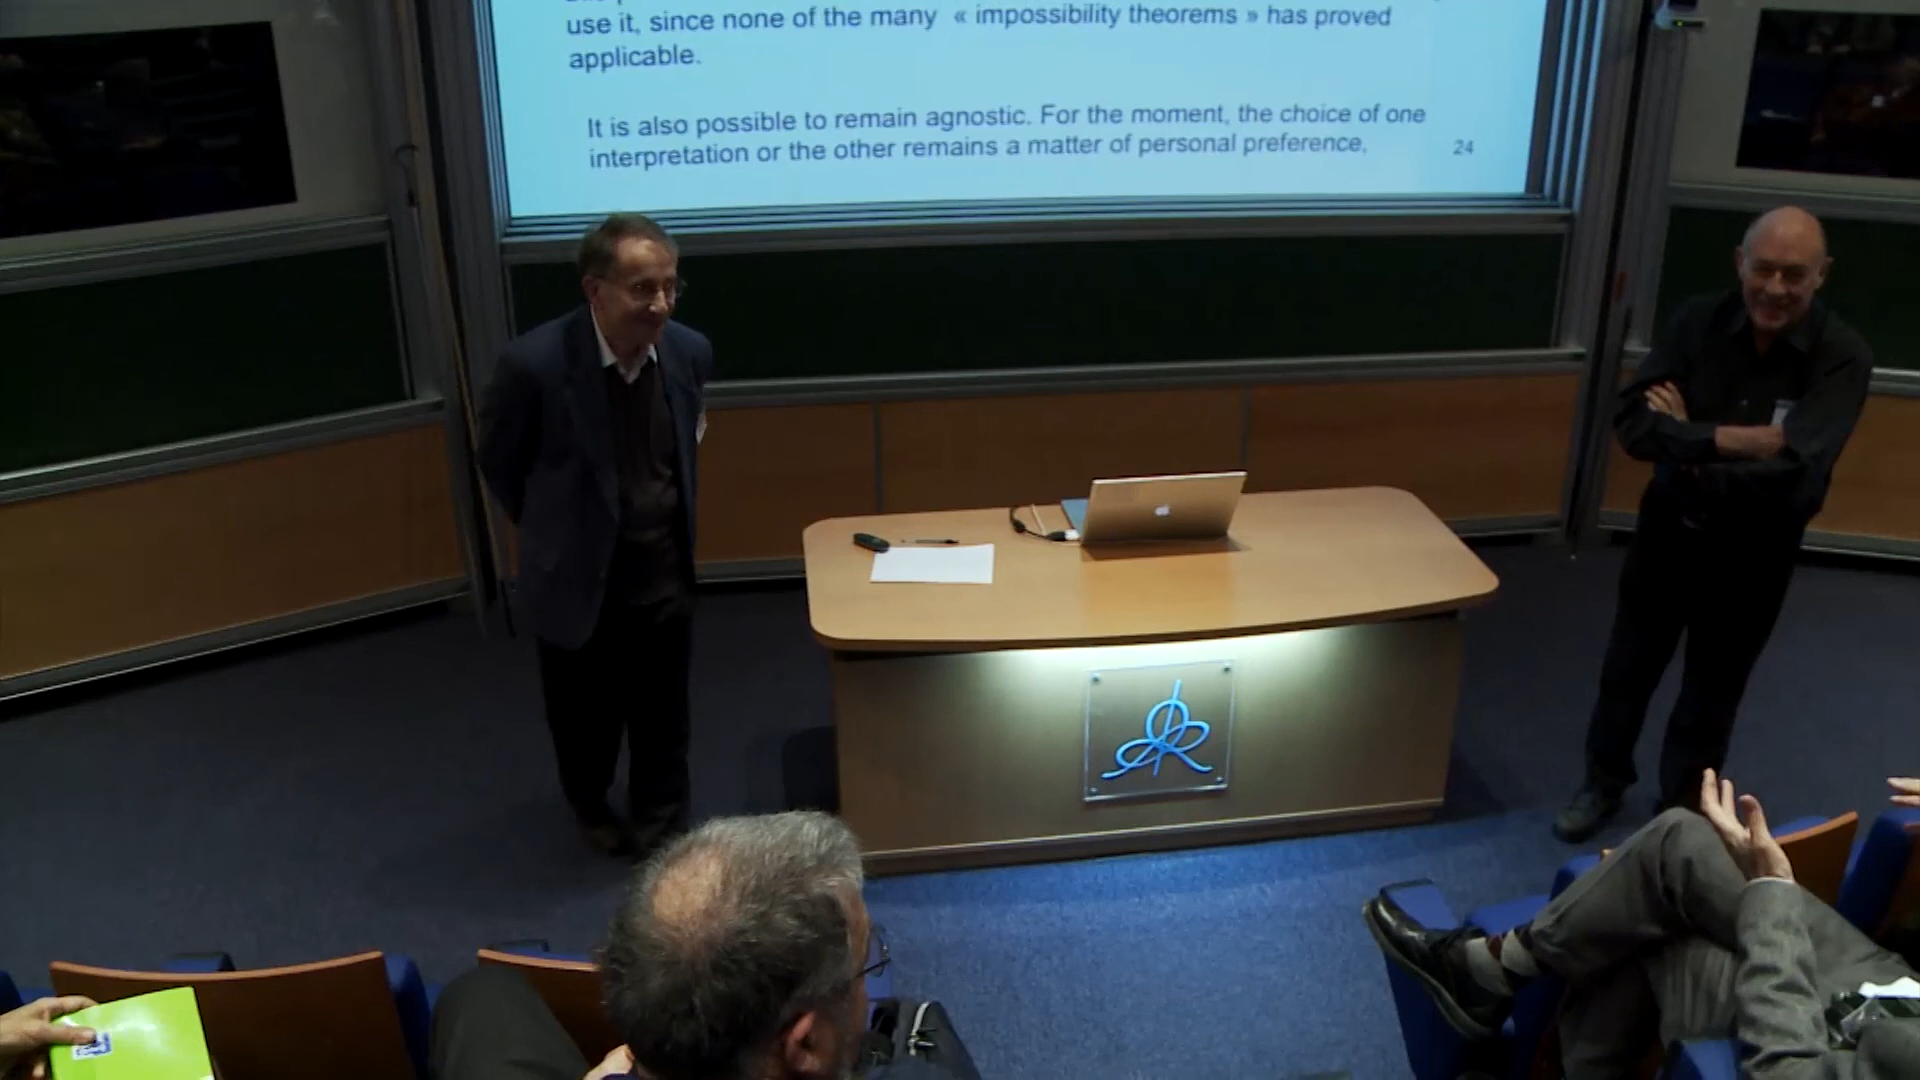 use it, since none of the many « impossibility theorems » has proved
applicable.
It is also possible to remain agnostic. For the moment, the choice of one
interpretation or the other remains a matter of personal preference,
24